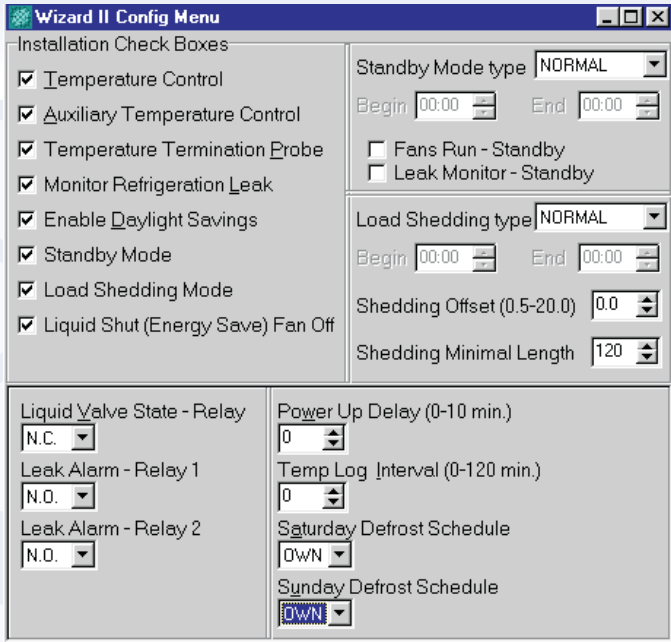 Wizard II Config Menu
Installation Check Boxes
Temperature Control
Auxiliary Temperature Control
Temperature Termination Probe
Monitor Refrigeration Leak
Enable Daylight Savings
Standby Mode
Load Shedding Mode
Liquid Shut (Energy Save) Fan Off
Standby Mode type NORMAL
Begin 00:00 End 00:00
Fans Run - Standby
Leak Monitor - Standby
Load Shedding type NORMAL
Begin 00:00 End 00:00
Shedding Offset (0.5-20.0) 0.0
Shedding Minimal Length 120
Liquid Valve State - Relay
N.C.
Leak Alarm - Relay 1
N.O.
Leak Alarm - Relay 2
N.O.
Power Up Delay (0-10 min.)
0
Temp Log Interval (0-120 min.)
0
Saturday Defrost Schedule
OWN
Sunday Defrost Schedule
OWN